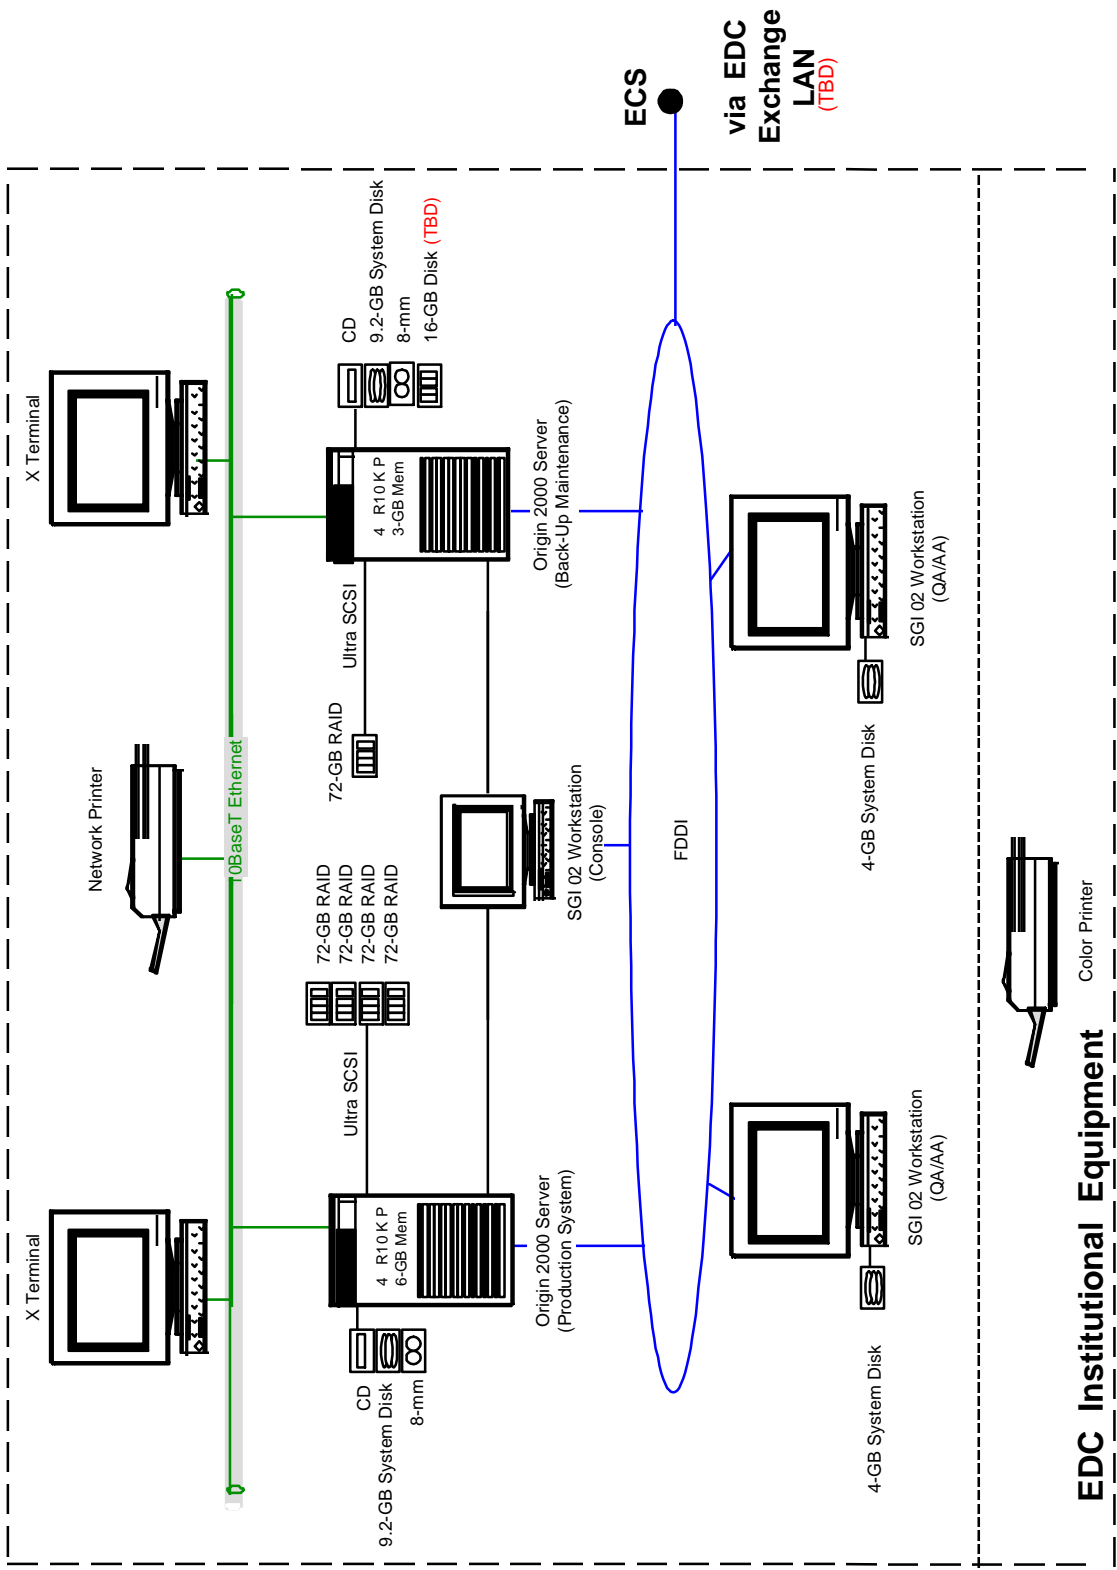 X Terminal
Network Printer
X Terminal
10BaseT Ethernet
CD
9.2-GB System Disk
8-mm
4 R10 K P
6-GB Mem
Origin 2000 Server
(Production System)
Ultra SCSI
72-GB RAID
72-GB RAID
72-GB RAID
72-GB RAID
SGI 02 Workstation
(Console)
72-GB RAID
Ultra SCSI
4 R10 K P
3-GB Mem
Origin 2000 Server
(Back-Up Maintenance)
CD
9.2-GB System Disk
8-mm
16-GB Disk (TBD)
FDDI
ECS
via EDC
Exchange
LAN
(TBD)
4-GB System Disk
SGI 02 Workstation
(QA/AA)
4-GB System Disk
SGI 02 Workstation
(QA/AA)
Color Printer
EDC Institutional Equipment